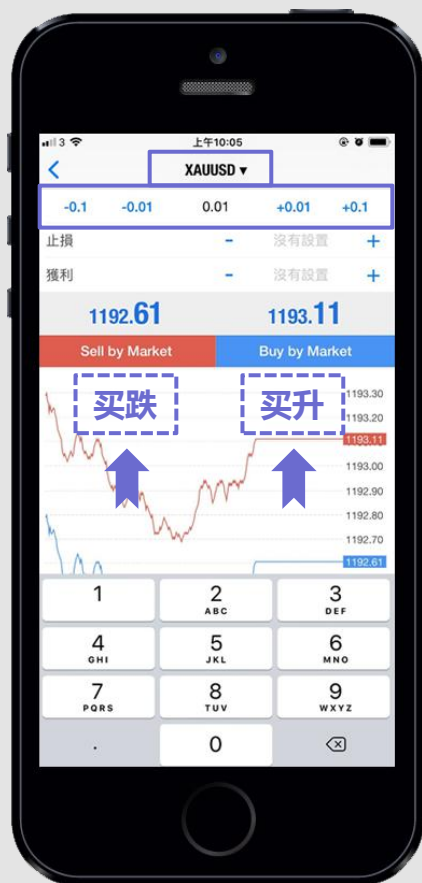 3 上午10:05
XAUUSD ▼
-0.1 -0.01 0.01 +0.01 +0.1
止損 - 沒有設置 +
獲利 - 沒有設置 +
1192.61 1193.11
Sell by Market Buy by Market
买跌 买升
1193.30
1193.20
1193.11
1193.00
1192.90
1192.80
1192.70
1192.61
1 2 3
ABC DEF
4 5 6
GHI JKL MNO
7 8 9
PQRS TUV WXYZ
. 0